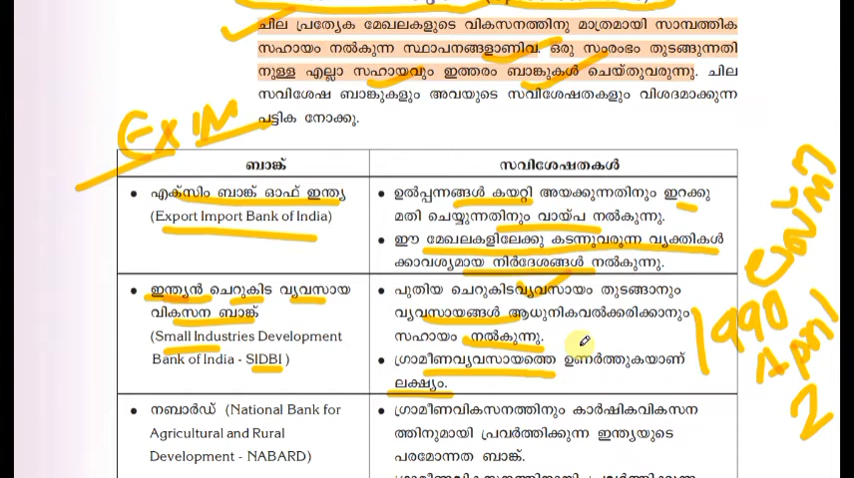 ചില പ്രത്യേക മേഖലകളുടെ വികസനത്തിനു മാത്രമായി സാമ്പത്തിക
സഹായം നൽകുന്ന സ്ഥാപനങ്ങളാണിവ. ഒരു സംരംഭം തുടങ്ങുന്നതി
നുള്ള എല്ലാ സഹായവും ഇത്തരം ബാങ്കുകൾ ചെയ്തുവരുന്നു. ചില
സവിശേഷ ബാങ്കുകളും അവയുടെ സവിശേഷതകളും വിശദമാക്കുന്ന
പട്ടിക നോക്കൂ.
EXIM
ബാങ്ക്
സവിശേഷതകൾ
• എക്സിം ബാങ്ക് ഓഫ് ഇന്ത്യ
(Export Import Bank of India)
• ഉൽപ്പന്നങ്ങൾ കയറ്റി അയക്കുന്നതിനും ഇറക്കു
മതി ചെയ്യുന്നതിനും വായ്പ നൽകുന്നു.
• ഈ മേഖലകളിലേക്കു കടന്നുവരുന്ന വ്യക്തികൾ
ക്കാവശ്യമായ നിർദേശങ്ങൾ നൽകുന്നു.
• ഇന്ത്യൻ ചെറുകിട വ്യവസായ
വികസന ബാങ്ക്
(Small Industries Development
Bank of India - SIDBI )
• പുതിയ ചെറുകിടവ്യവസായം തുടങ്ങാനും
വ്യവസായങ്ങൾ ആധുനികവൽക്കരിക്കാനും
സഹായം നൽകുന്നു.
• ഗ്രാമീണവ്യവസായത്തെ ഉണർത്തുകയാണ്
ലക്ഷ്യം.
1990
April
2
• നബാർഡ് (National Bank for
Agricultural and Rural
Development - NABARD)
• ഗ്രാമീണവികസനത്തിനും കാർഷികവികസന
ത്തിനുമായി പ്രവർത്തിക്കുന്ന ഇന്ത്യയുടെ
പരമോന്നത ബാങ്ക്.